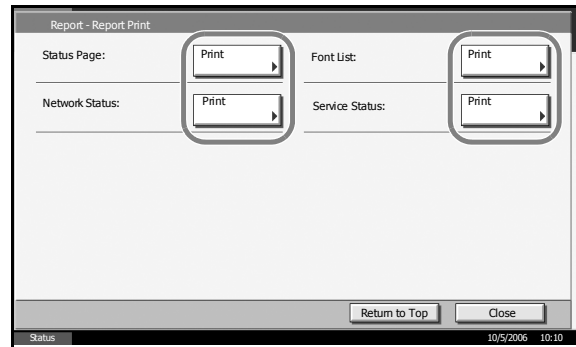 Report - Report Print
Status Page: Print Font List: Print
Network Status: Print Service Status: Print
Return to Top Close
Status 10/5/2006 10:10